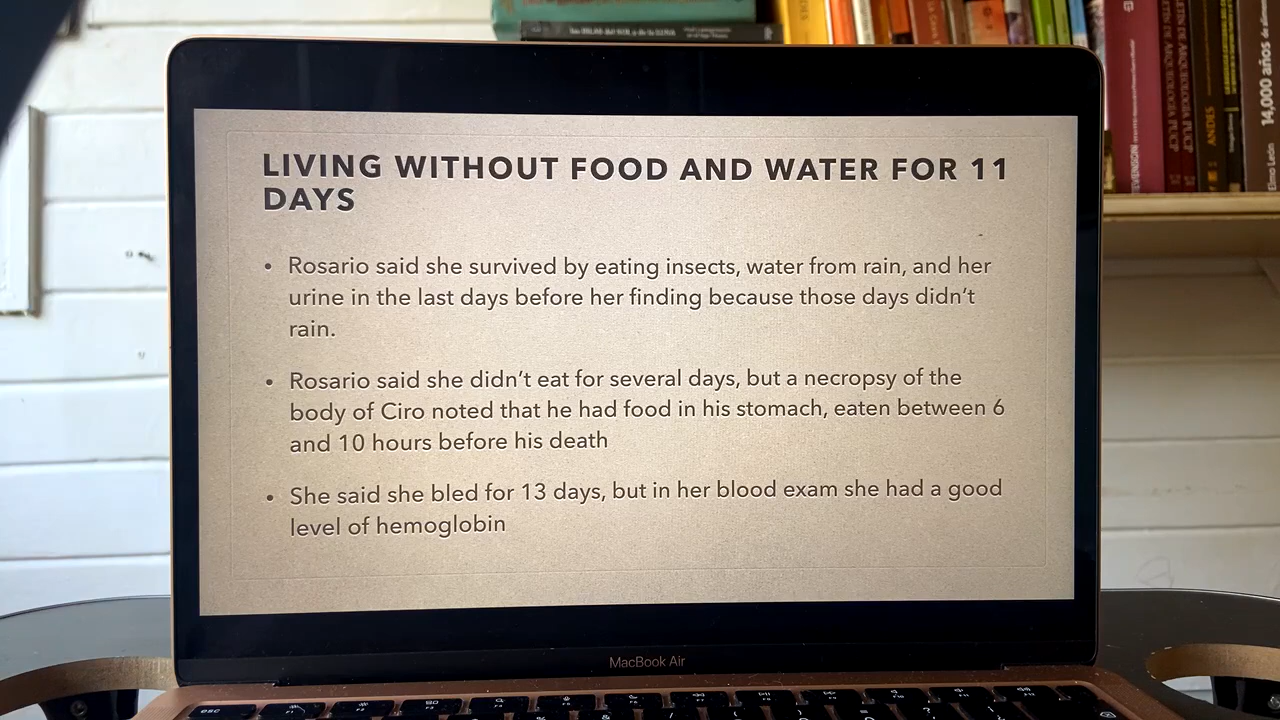 LIVING WITHOUT FOOD AND WATER FOR 11
DAYS
• Rosario said she survived by eating insects, water from rain, and her
urine in the last days before her finding because those days didn't
rain.
• Rosario said she didn't eat for several days, but a necropsy of the
body of Ciro noted that he had food in his stomach, eaten between 6
and 10 hours before his death
• She said she bled for 13 days, but in her blood exam she had a good
level of hemoglobin
MacBook Air
esc
ANDES
14,000 años
Elmo León